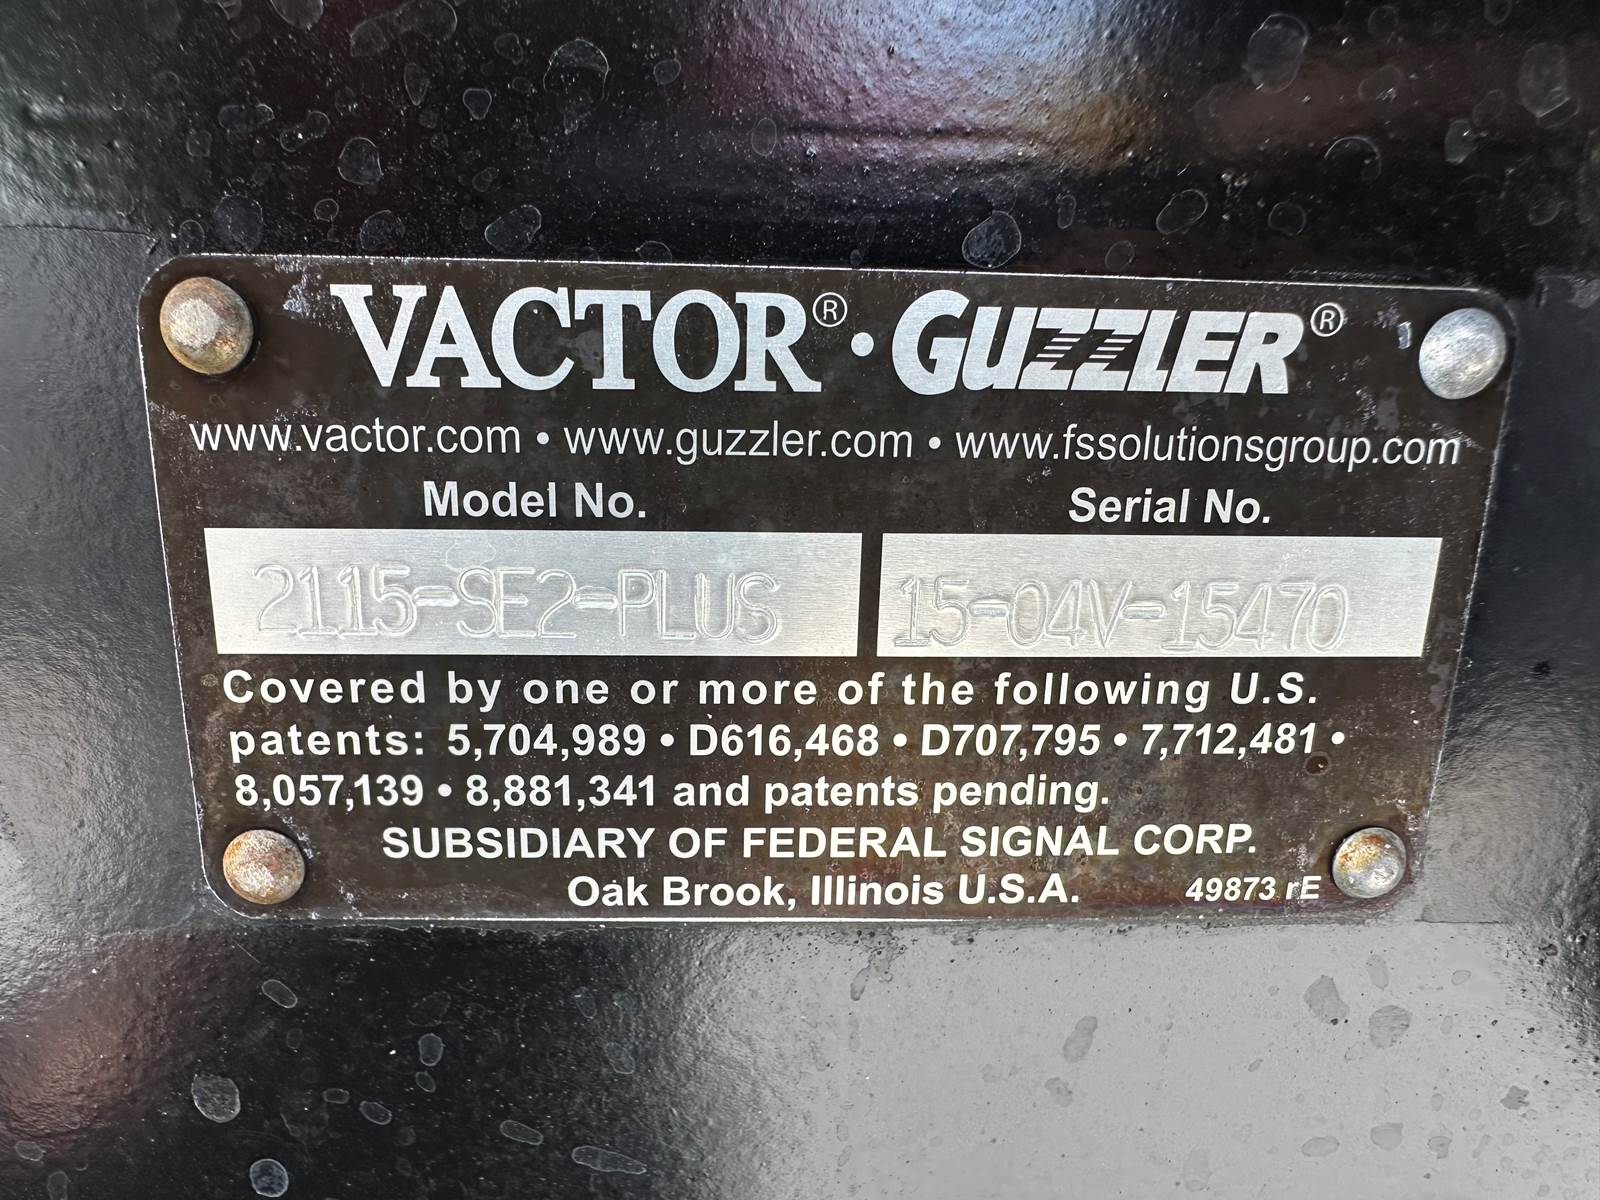 VACTOR® • GUZZLER®
www.vactor.com • www.guzzler.com • www.fssolutionsgroup.com
Model No. Serial No.
2115-SE2-PLUS 15-04V-15470
Covered by one or more of the following U.S.
patents: 5,704,989 • D616,468 • D707,795 • 7,712,481 •
8,057,139 • 8,881,341 and patents pending.
SUBSIDIARY OF FEDERAL SIGNAL CORP.
Oak Brook, Illinois U.S.A. 49873 rE